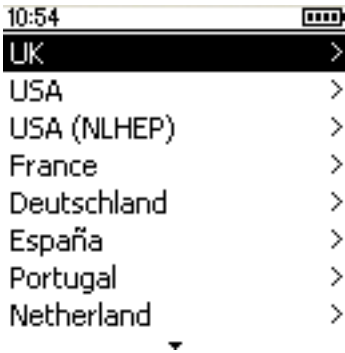 10:54
UK >
USA >
USA (NLHEP) >
France >
Deutschland >
España >
Portugal >
Netherland >